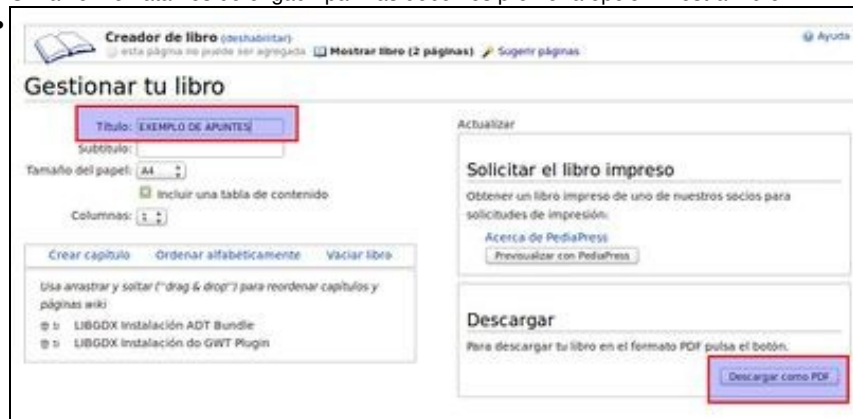 Creador de libro (deshabilitar)
esta página no puede ser agregada Mostrar libro (2 páginas) Sugerir páginas
Ayuda
Gestionar tu libro
Título: EXEMPLO DE APUNTES
Subtítulo:
Tamaño del papel: A4
Incluir una tabla de contenido
Columnas: 1
Crear capítulo Ordenar alfabéticamente Vaciar libro
Usa arrastrar y soltar ("drag & drop") para reordenar capítulos y
páginas wiki
LIBGDX Instalación ADT Bundle
LIBGDX Instalación do GWT Plugin
Actualizar
Solicitar el libro impreso
Obtener un libro impreso de uno de nuestros socios para
solicitudes de impresión:
Acerca de PediaPress
Previsualizar con PediaPress
Descargar
Para descargar tu libro en el formato PDF pulsa el botón.
Descargar como PDF